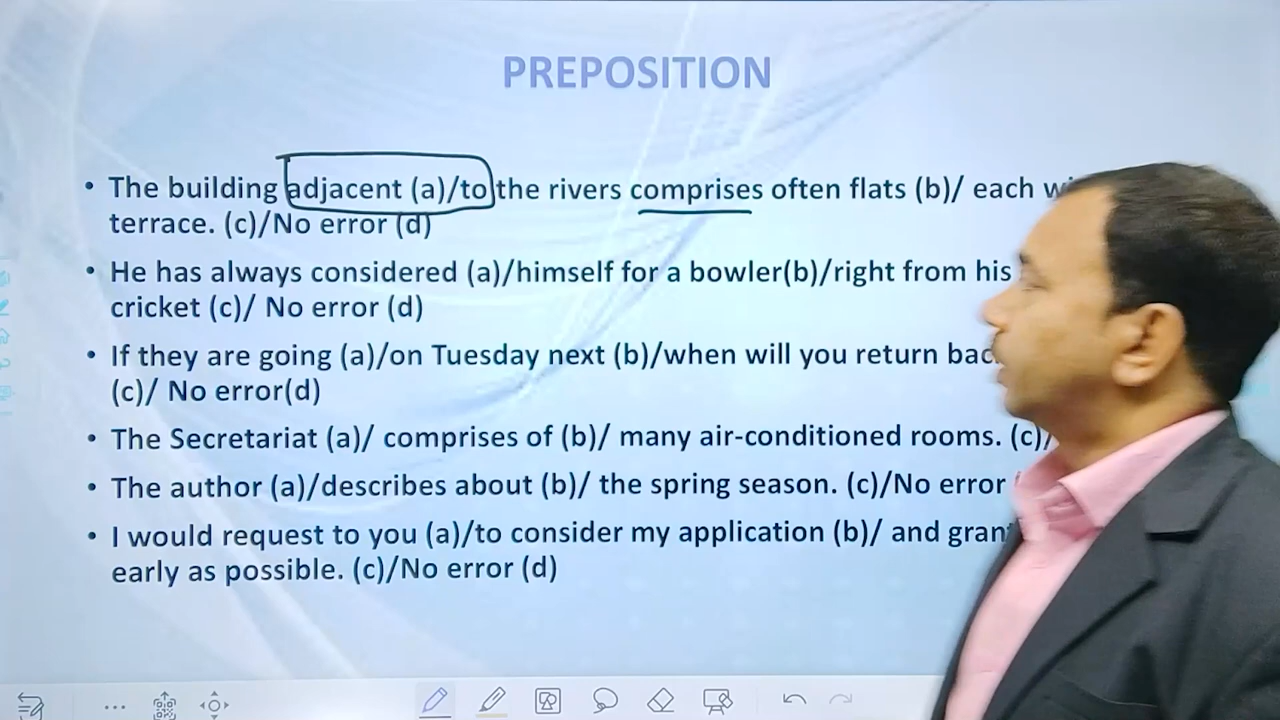 PREPOSITION
• The building adjacent (a)/to the rivers comprises often flats (b)/ each
terrace. (c)/No error (d)
• He has always considered (a)/himself for a bowler(b)/right from his
cricket (c)/ No error (d)
• If they are going (a)/on Tuesday next (b)/when will you return
(c)/ No error(d)
• The Secretariat (a)/ comprises of (b)/ many air-conditioned rooms. (c)/
• The author (a)/describes about (b)/ the spring season. (c)/No error
• I would request to you (a)/to consider my application (b)/ and
early as possible. (c)/No error (d)